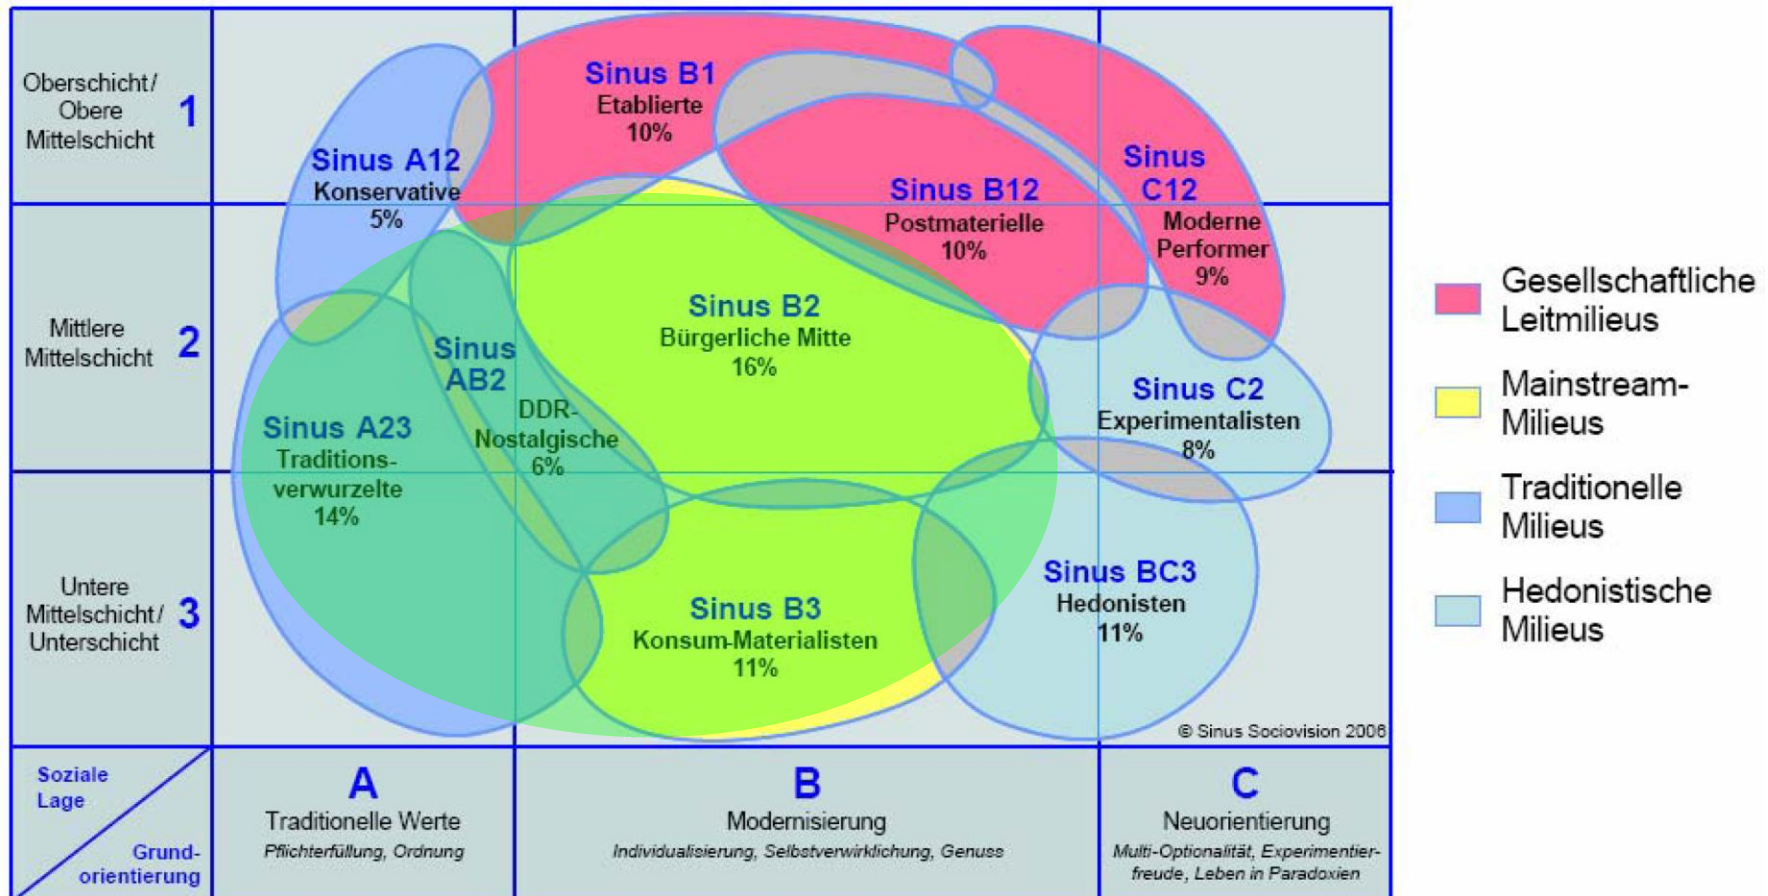 Oberschicht/
Obere
Mittelschicht
1
Mittlere
Mittelschicht
2
Untere
Mittelschicht/
Unterschicht
3
Sinus B1
Etablierte
10%
Sinus A12
Konservative
5%
Sinus B12
Postmaterielle
10%
Sinus
C12
Moderne
Performer
9%
Sinus B2
Bürgerliche Mitte
16%
Sinus
AB2
DDR-
Nostalgische
6%
Sinus A23
Traditions-
verwurzelte
14%
Sinus C2
Experimentalisten
8%
Sinus B3
Konsum-Materialisten
11%
Sinus BC3
Hedonisten
11%
© Sinus Sociovision 2006
Soziale
Lage
Grund-
orientierung
A
Traditionelle Werte
Pflichterfüllung, Ordnung
B
Modernisierung
Individualisierung, Selbstverwirklichung, Genuss
C
Neuorientierung
Multi-Optionalität, Experimentier-
freude, Leben in Paradoxien
Gesellschaftliche
Leitmilieus
Mainstream-
Milieus
Traditionelle
Milieus
Hedonistische
Milieus